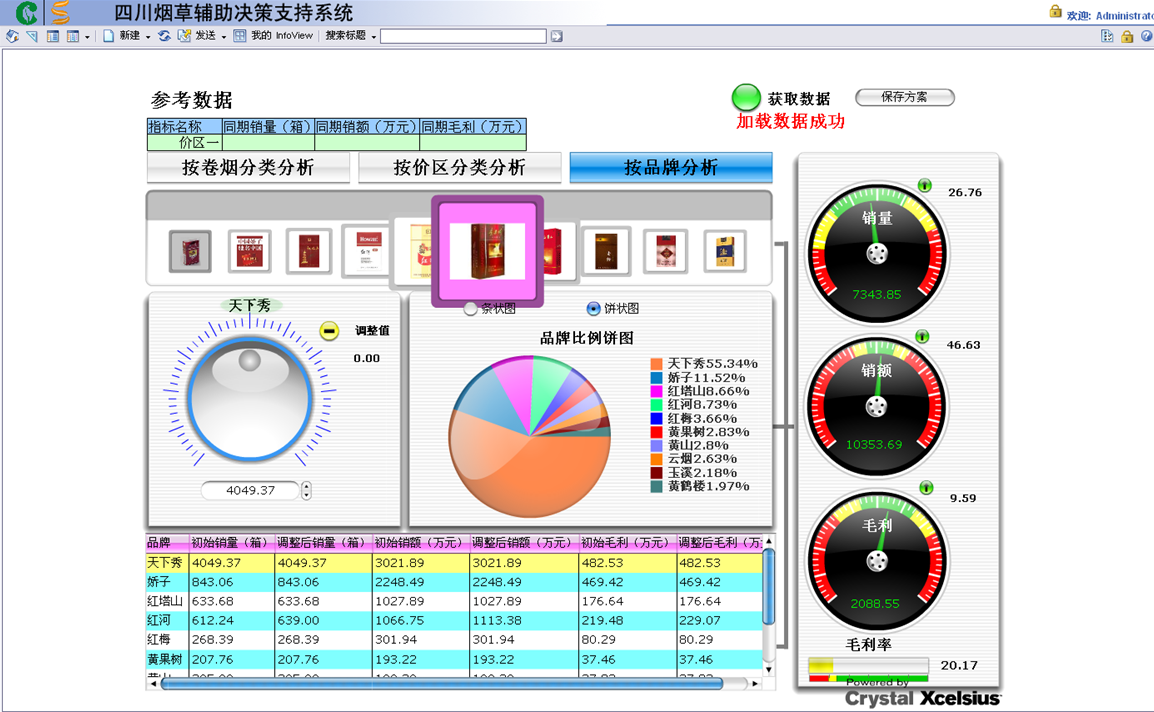 四川烟草辅助决策支持系统
欢迎: Administrato
新建 发送 我的 InfoView 搜索标题
参考数据
获取数据 保存方案
加载数据成功
指标名称 同期销量（箱） 同期销额（万元） 同期毛利（万元）
价区一
按卷烟分类分析 按价区分类分析 按品牌分析
天下秀
调整值
0.00
4049.37
条状图 饼状图
品牌比例饼图
天下秀55.34%
娇子11.52%
红塔山8.66%
红河8.73%
红梅3.66%
黄果树2.83%
黄山2.8%
云烟2.63%
玉溪2.18%
黄鹤楼1.97%
26.76
销量
7343.85
46.63
销额
10353.69
9.59
毛利
2088.55
毛利率
20.17
品牌 初始销量（箱） 调整后销量（箱） 初始销额（万元） 调整后销额（万元） 初始毛利（万元） 调整后毛利（万
天下秀 4049.37 4049.37 3021.89 3021.89 482.53 482.53
娇子 843.06 843.06 2248.49 2248.49 469.42 469.42
红塔山 633.68 633.68 1027.89 1027.89 176.64 176.64
红河 612.24 639.00 1066.75 1113.38 219.48 229.07
红梅 268.39 268.39 301.94 301.94 80.29 80.29
黄果树 207.76 207.76 193.22 193.22 37.46 37.46
Powered by
Crystal Xcelsius